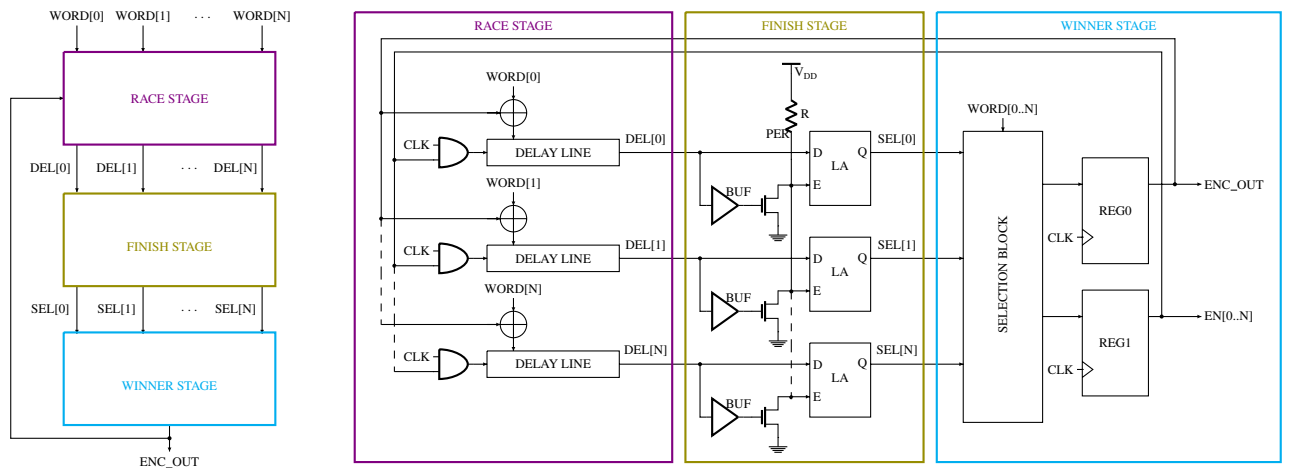 WORD[0] WORD[1] . . . WORD[N]
RACE STAGE
DEL[0] DEL[1] . . . DEL[N]
FINISH STAGE
SEL[0] SEL[1] . . . SEL[N]
WINNER STAGE
ENC_OUT
RACE STAGE
WORD[0]
CLK
DELAY LINE
DEL[0]
WORD[1]
CLK
DELAY LINE
DEL[1]
WORD[N]
CLK
DELAY LINE
DEL[N]
FINISH STAGE
VDD
R
PER
D Q
LA
E
BUF
SEL[0]
D Q
LA
E
BUF
SEL[1]
D Q
LA
E
BUF
SEL[N]
WINNER STAGE
WORD[0..N]
SELECTION BLOCK
REG0
CLK
ENC_OUT
REG1
CLK
EN[0..N]